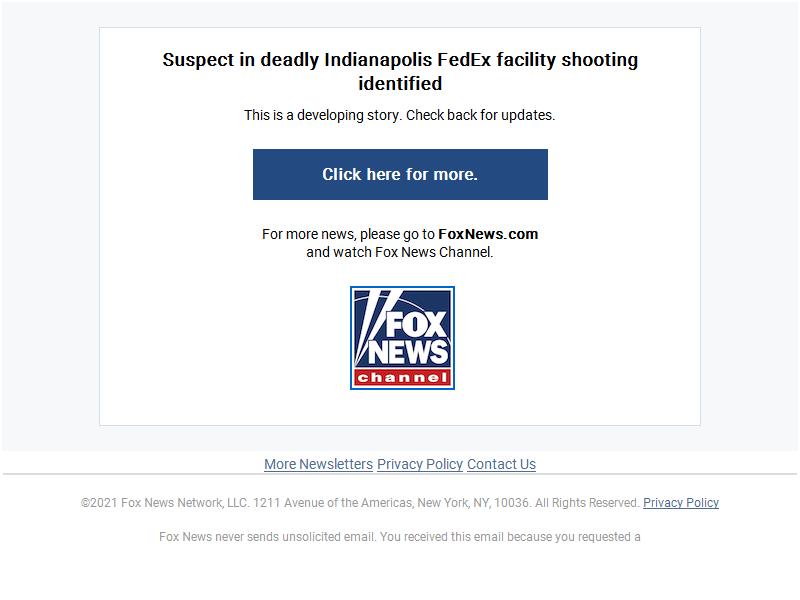 Suspect in deadly Indianapolis FedEx facility shooting
identified
This is a developing story. Check back for updates.
Click here for more.
For more news, please go to FoxNews.com
and watch Fox News Channel.
FOX
NEWS
channel
More Newsletters Privacy Policy Contact Us
©2021 Fox News Network, LLC. 1211 Avenue of the Americas, New York, NY, 10036. All Rights Reserved. Privacy Policy
Fox News never sends unsolicited email. You received this email because you requested a